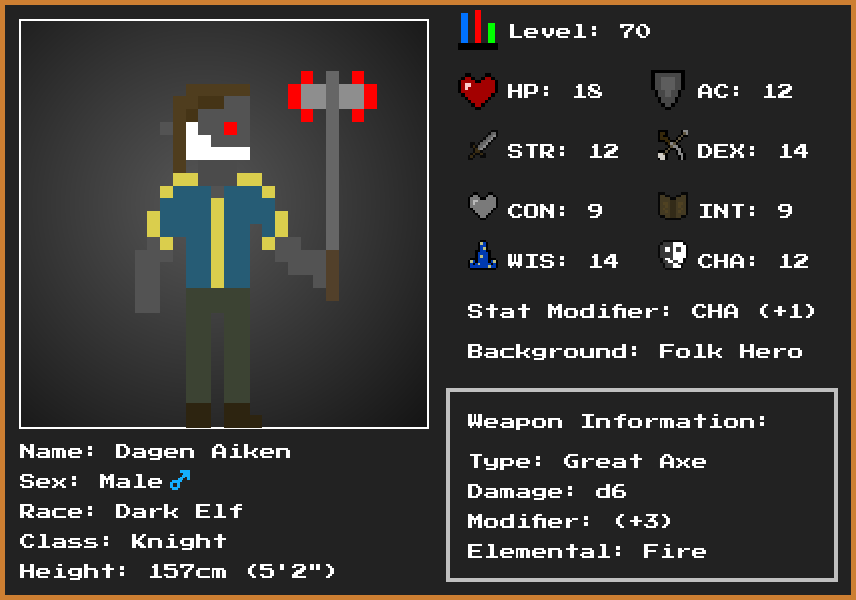 Level: 70
HP: 18 AC: 12
STR: 12 DEX: 14
CON: 9 INT: 9
WIS: 14 CHA: 12
Stat Modifier: CHA (+1)
Background: Folk Hero
Weapon Information:
Type: Great Axe
Damage: d6
Modifier: (+3)
Elemental: Fire
Name: Dagen Aiken
Sex: Male♂
Race: Dark Elf
Class: Knight
Height: 157cm (5'2")